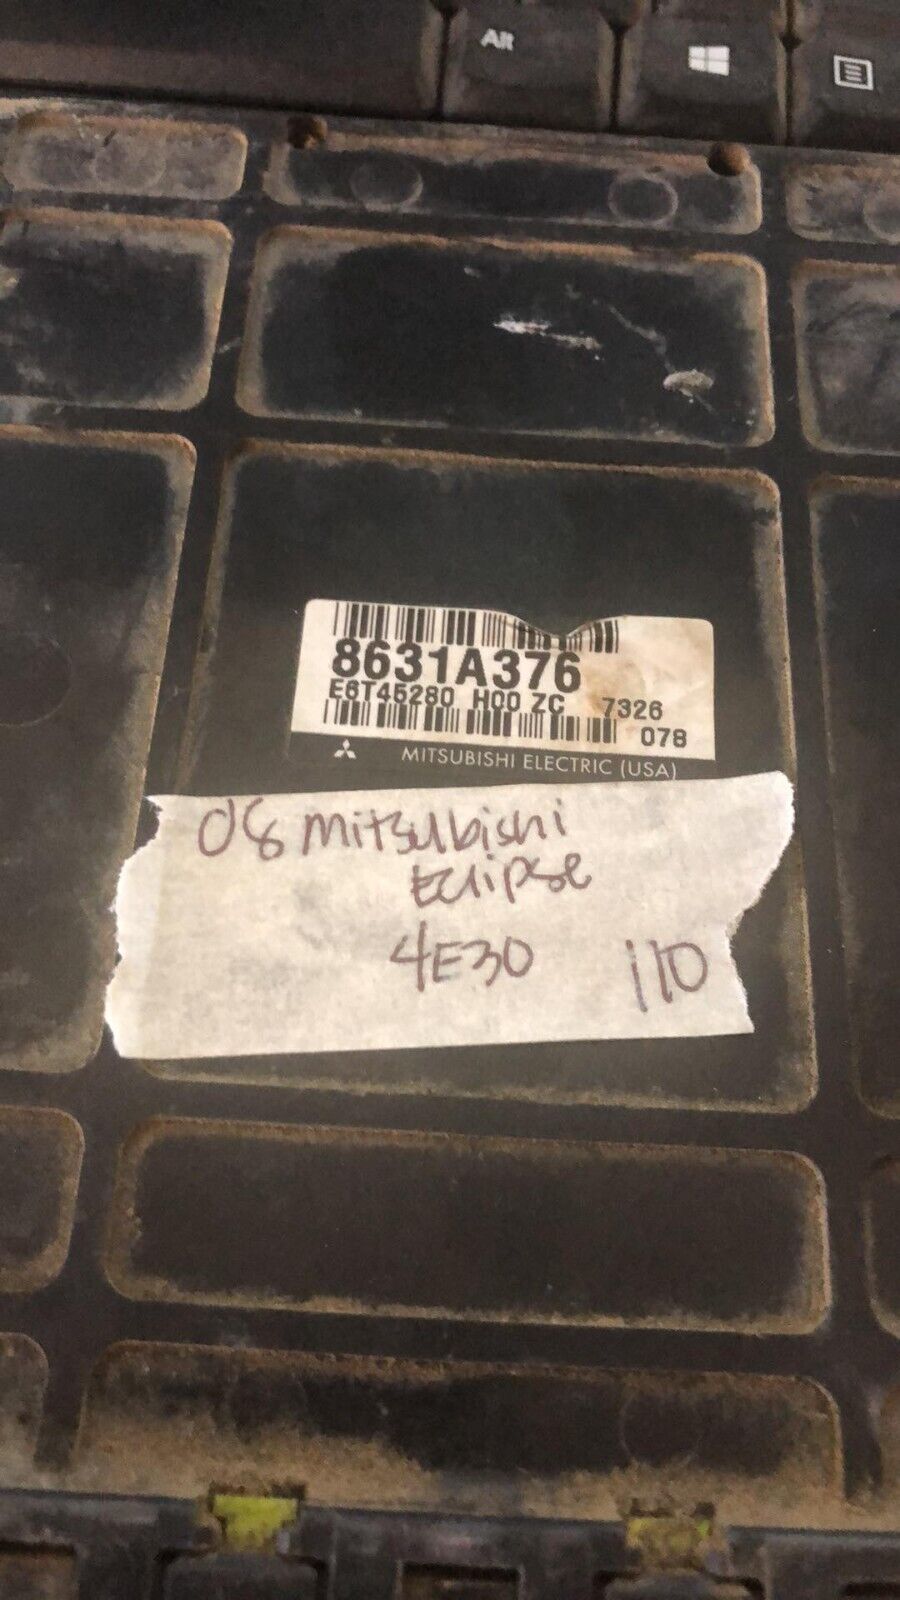 Alt
8631A376
E6T45280 H00 ZC 7326
078
MITSUBISHI ELECTRIC (USA)
08 Mitsubishi
Eclipse
4E30 110